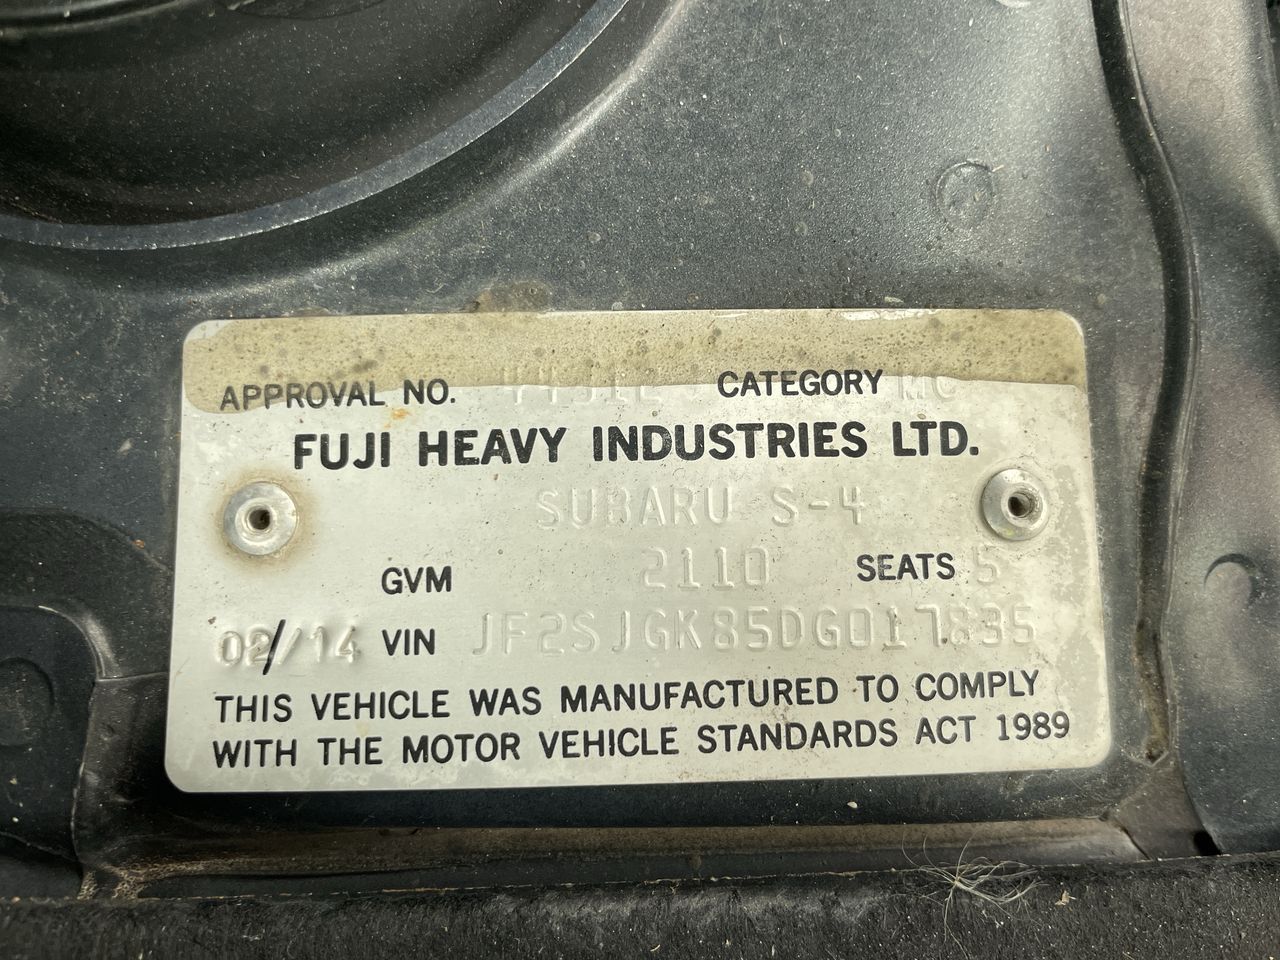 APPROVAL NO. CATEGORY MC
FUJI HEAVY INDUSTRIES LTD.
SUBARU S-4
GVM 2110 SEATS 5
02/14 VIN JF2SJGK85DG017835
THIS VEHICLE WAS MANUFACTURED TO COMPLY
WITH THE MOTOR VEHICLE STANDARDS ACT 1989